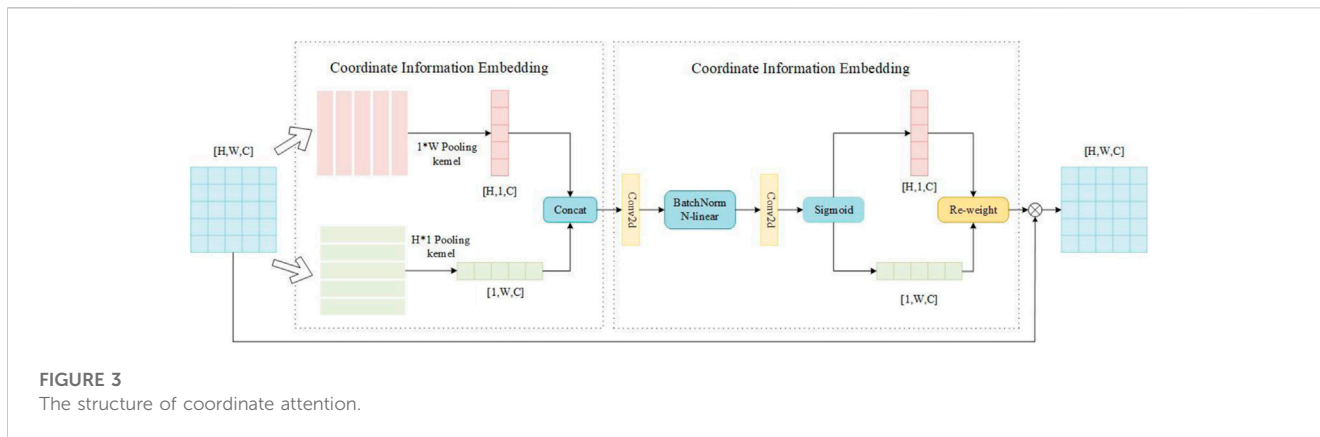 Coordinate Information Embedding
Coordinate Information Embedding
[H,W,C]
1*W Pooling
kernel
[H,1,C]
H*1 Pooling
kernel
[1,W,C]
Concat
Conv2d
BatchNorm
N-linear
Conv2d
Sigmoid
[H,1,C]
[1,W,C]
Re-weight
[H,W,C]
FIGURE 3
The structure of coordinate attention.